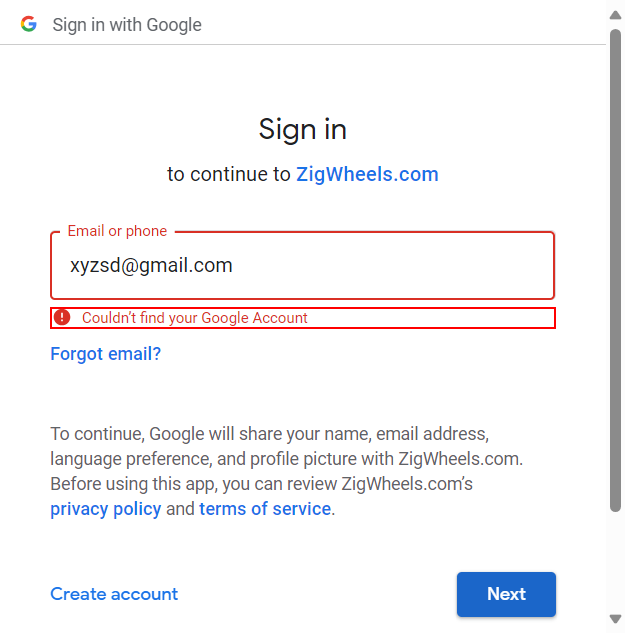 Sign in with Google
Sign in
to continue to ZigWheels.com
Email or phone
xyzsd@gmail.com
Couldn't find your Google Account
Forgot email?
To continue, Google will share your name, email address,
language preference, and profile picture with ZigWheels.com.
Before using this app, you can review ZigWheels.com's
privacy policy and terms of service.
Create account
Next